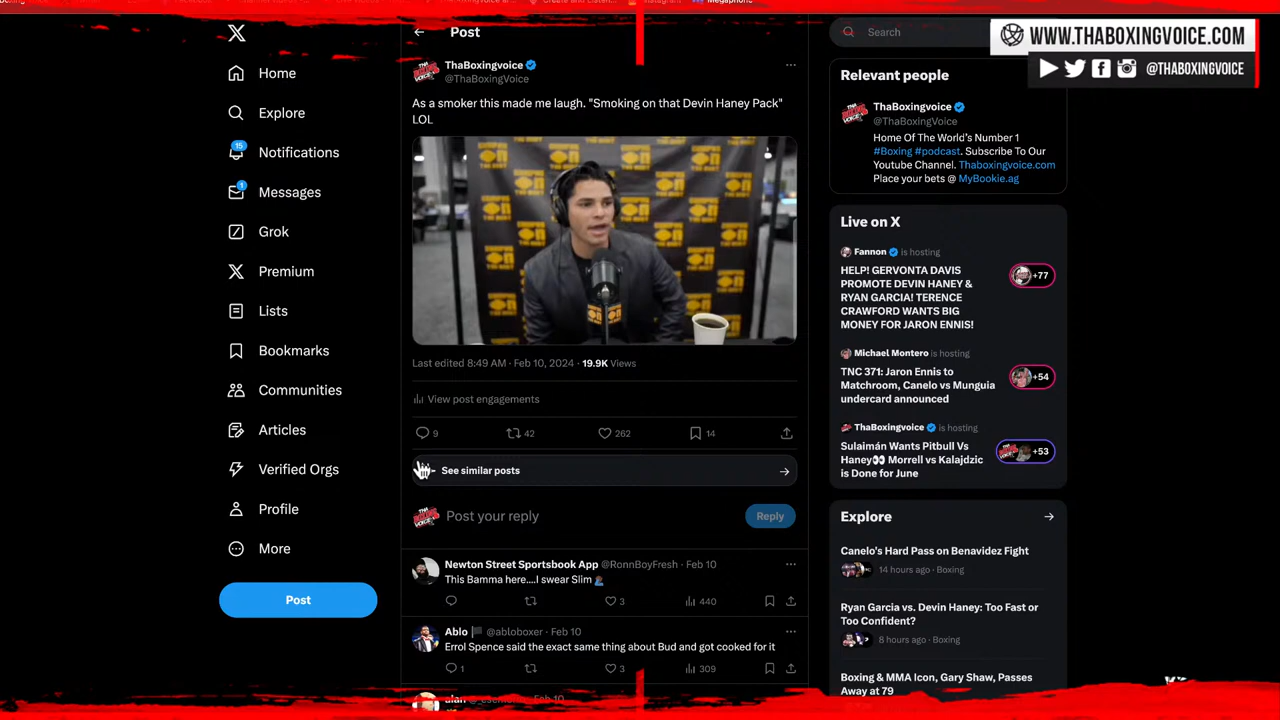 WWW.THABOXINGVOICE.COM
@THABOXINGVOICE
Home
Explore
15
Notifications
1
Messages
Grok
Premium
Lists
Bookmarks
Communities
Articles
Verified Orgs
Profile
More
Post
Post
ThaBoxingvoice
@ThaBoxingVoice
As a smoker this made me laugh. "Smoking on that Devin Haney Pack"
LOL
Last edited 8:49 AM · Feb 10, 2024 · 19.9K Views
View post engagements
9
42
262
14
See similar posts
Post your reply
Reply
Newton Street Sportsbook App @RonnBoyFresh · Feb 10
This Bamma here....I swear Slim🤦🏾‍♂️
3
440
Ablo 🏴 @abloboxer · Feb 10
Errol Spence said the exact same thing about Bud and got cooked for it
1
3
309
Search
Relevant people
ThaBoxingvoice
@ThaBoxingVoice
Home Of The World's Number 1
#Boxing #podcast. Subscribe To Our
Youtube Channel. Thaboxingvoice.com
Place your bets @ MyBookie.ag
Live on X
Fannon is hosting
HELP! GERVONTA DAVIS
PROMOTE DEVIN HANEY &
RYAN GARCIA! TERENCE
CRAWFORD WANTS BIG
MONEY FOR JARON ENNIS!
+77
Michael Montero is hosting
TNC 371: Jaron Ennis to
Matchroom, Canelo vs Munguia
undercard announced
+54
ThaBoxingvoice is hosting
Sulaimán Wants Pitbull Vs
Haney👀 Morrell vs Kalajdzic
is Done for June
+53
Explore
Canelo's Hard Pass on Benavidez Fight
14 hours ago · Boxing
Ryan Garcia vs. Devin Haney: Too Fast or
Too Confident?
8 hours ago · Boxing
Boxing & MMA Icon, Gary Shaw, Passes
Away at 79